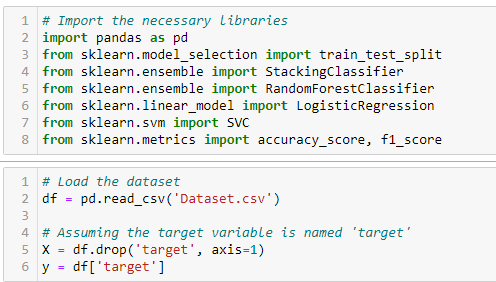 1 # Import the necessary libraries
2 import pandas as pd
3 from sklearn.model_selection import train_test_split
4 from sklearn.ensemble import StackingClassifier
5 from sklearn.ensemble import RandomForestClassifier
6 from sklearn.linear_model import LogisticRegression
7 from sklearn.svm import SVC
8 from sklearn.metrics import accuracy_score, f1_score
1 # Load the dataset
2 df = pd.read_csv('Dataset.csv')
3
4 # Assuming the target variable is named 'target'
5 X = df.drop('target', axis=1)
6 y = df['target']